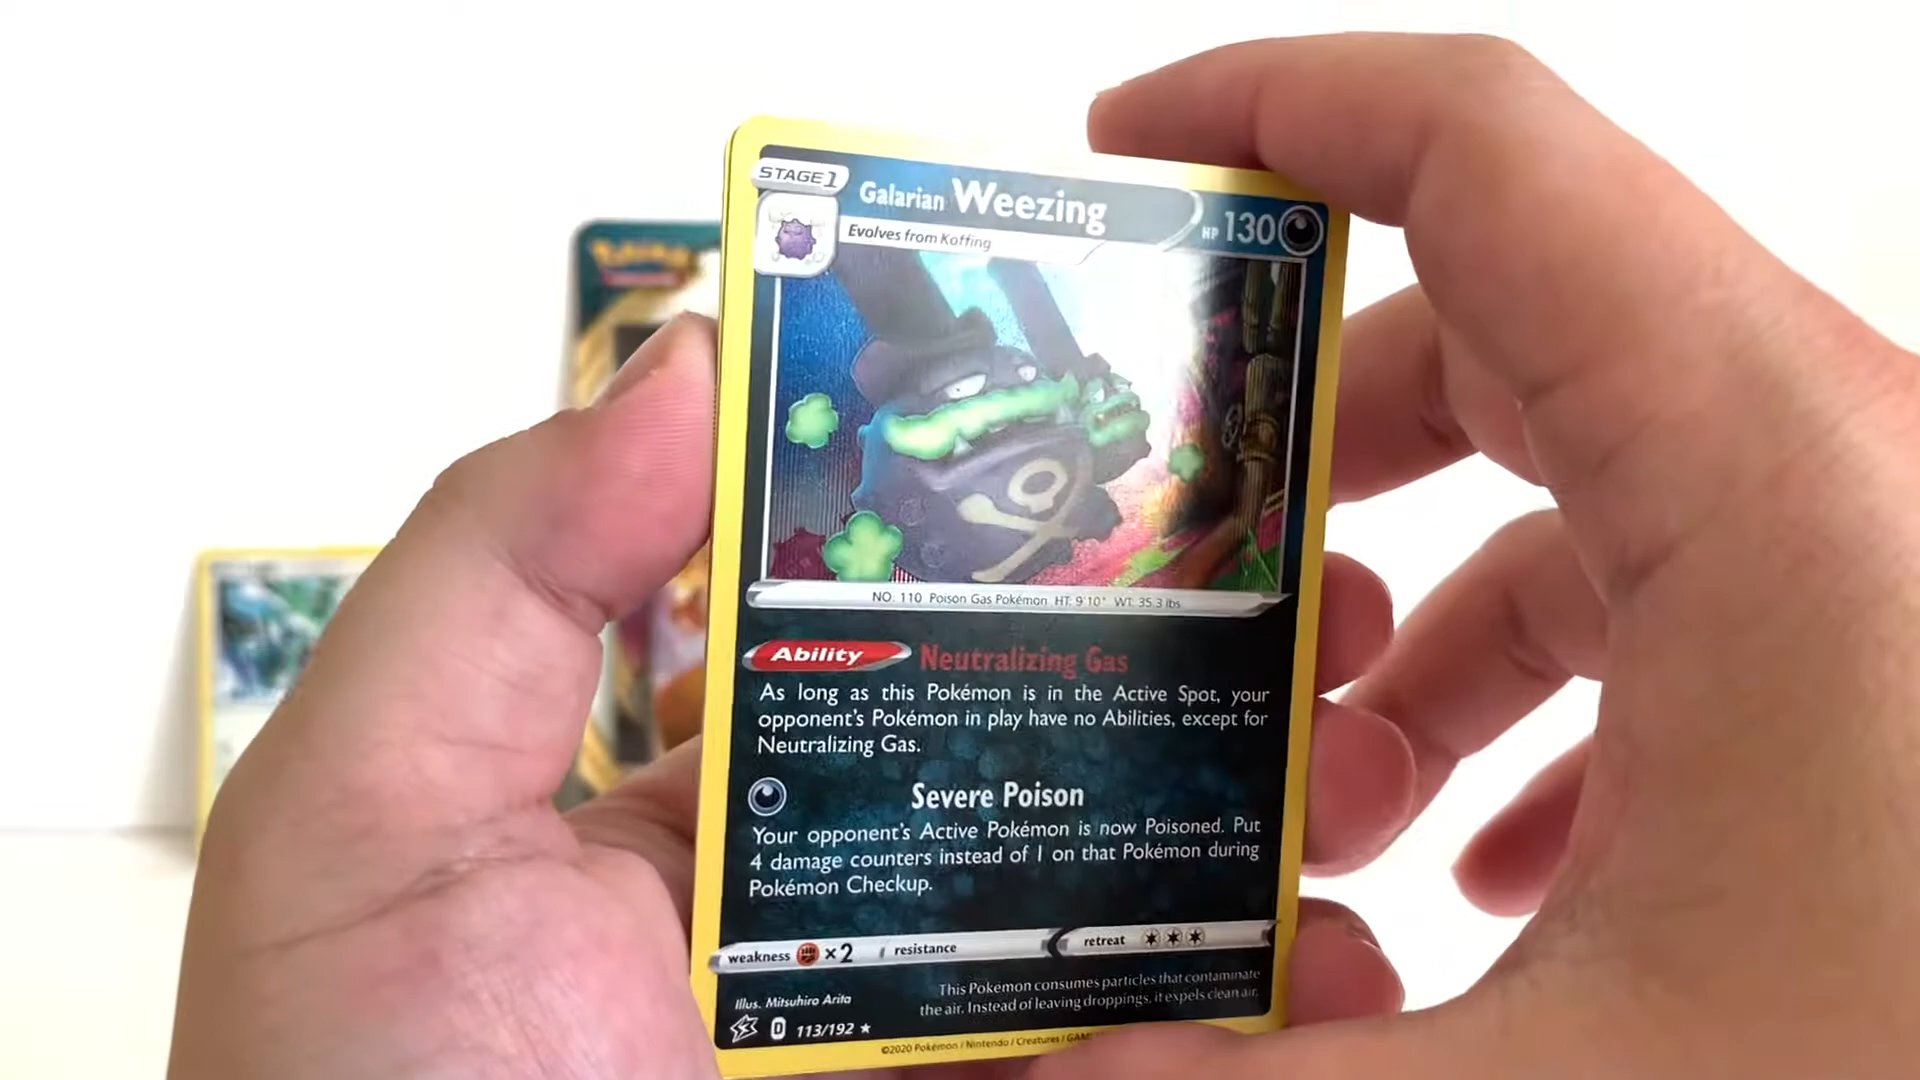 Pokémon
STAGE 1
Galarian Weezing
HP 130
Evolves from Koffing
NO. 110 Poison Gas Pokémon HT: 9'10" WT: 35.3 lbs
Ability Neutralizing Gas
As long as this Pokémon is in the Active Spot, your
opponent's Pokémon in play have no Abilities, except for
Neutralizing Gas.
Severe Poison
Your opponent's Active Pokémon is now Poisoned. Put
4 damage counters instead of 1 on that Pokémon during
Pokémon Checkup.
weakness ×2 resistance retreat
Illus. Mitsuhiro Arita
This Pokémon consumes particles that contaminate
the air. Instead of leaving droppings, it expels clean air.
D 113/192 ★
©2020 Pokémon / Nintendo / Creatures /